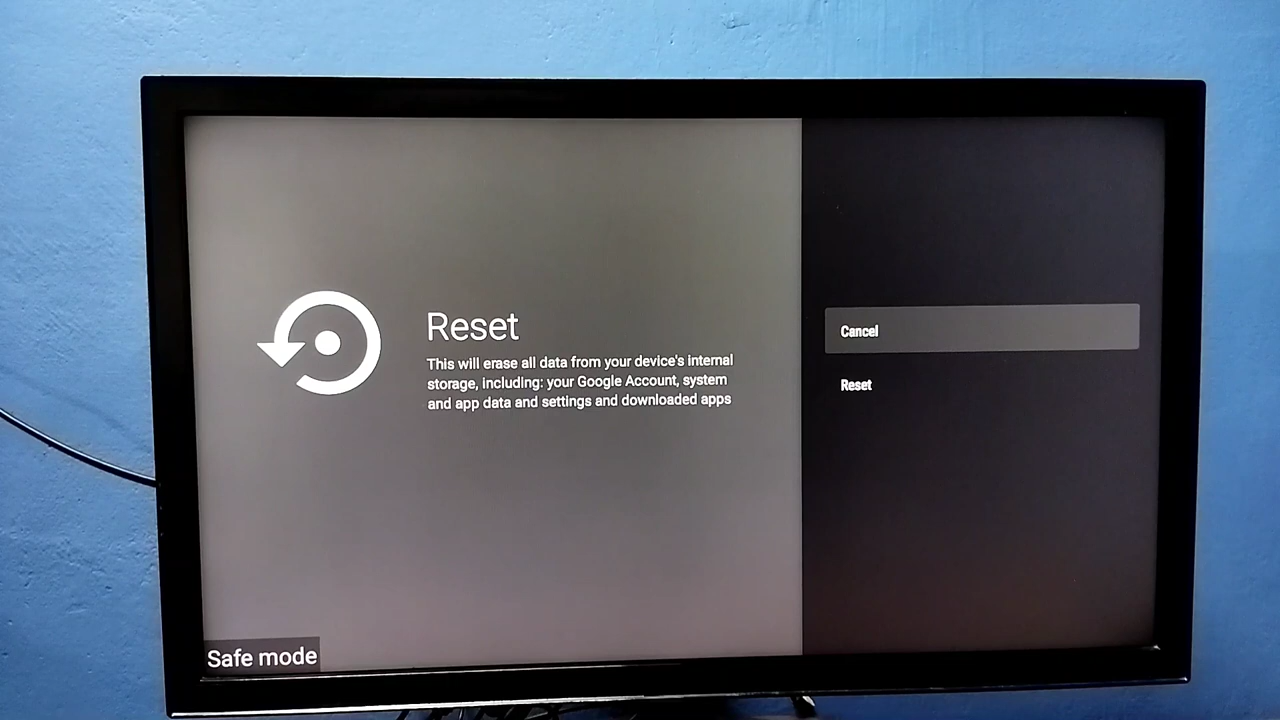 Reset
This will erase all data from your device's internal
storage, including: your Google Account, system
and app data and settings and downloaded apps
Cancel
Reset
Safe mode